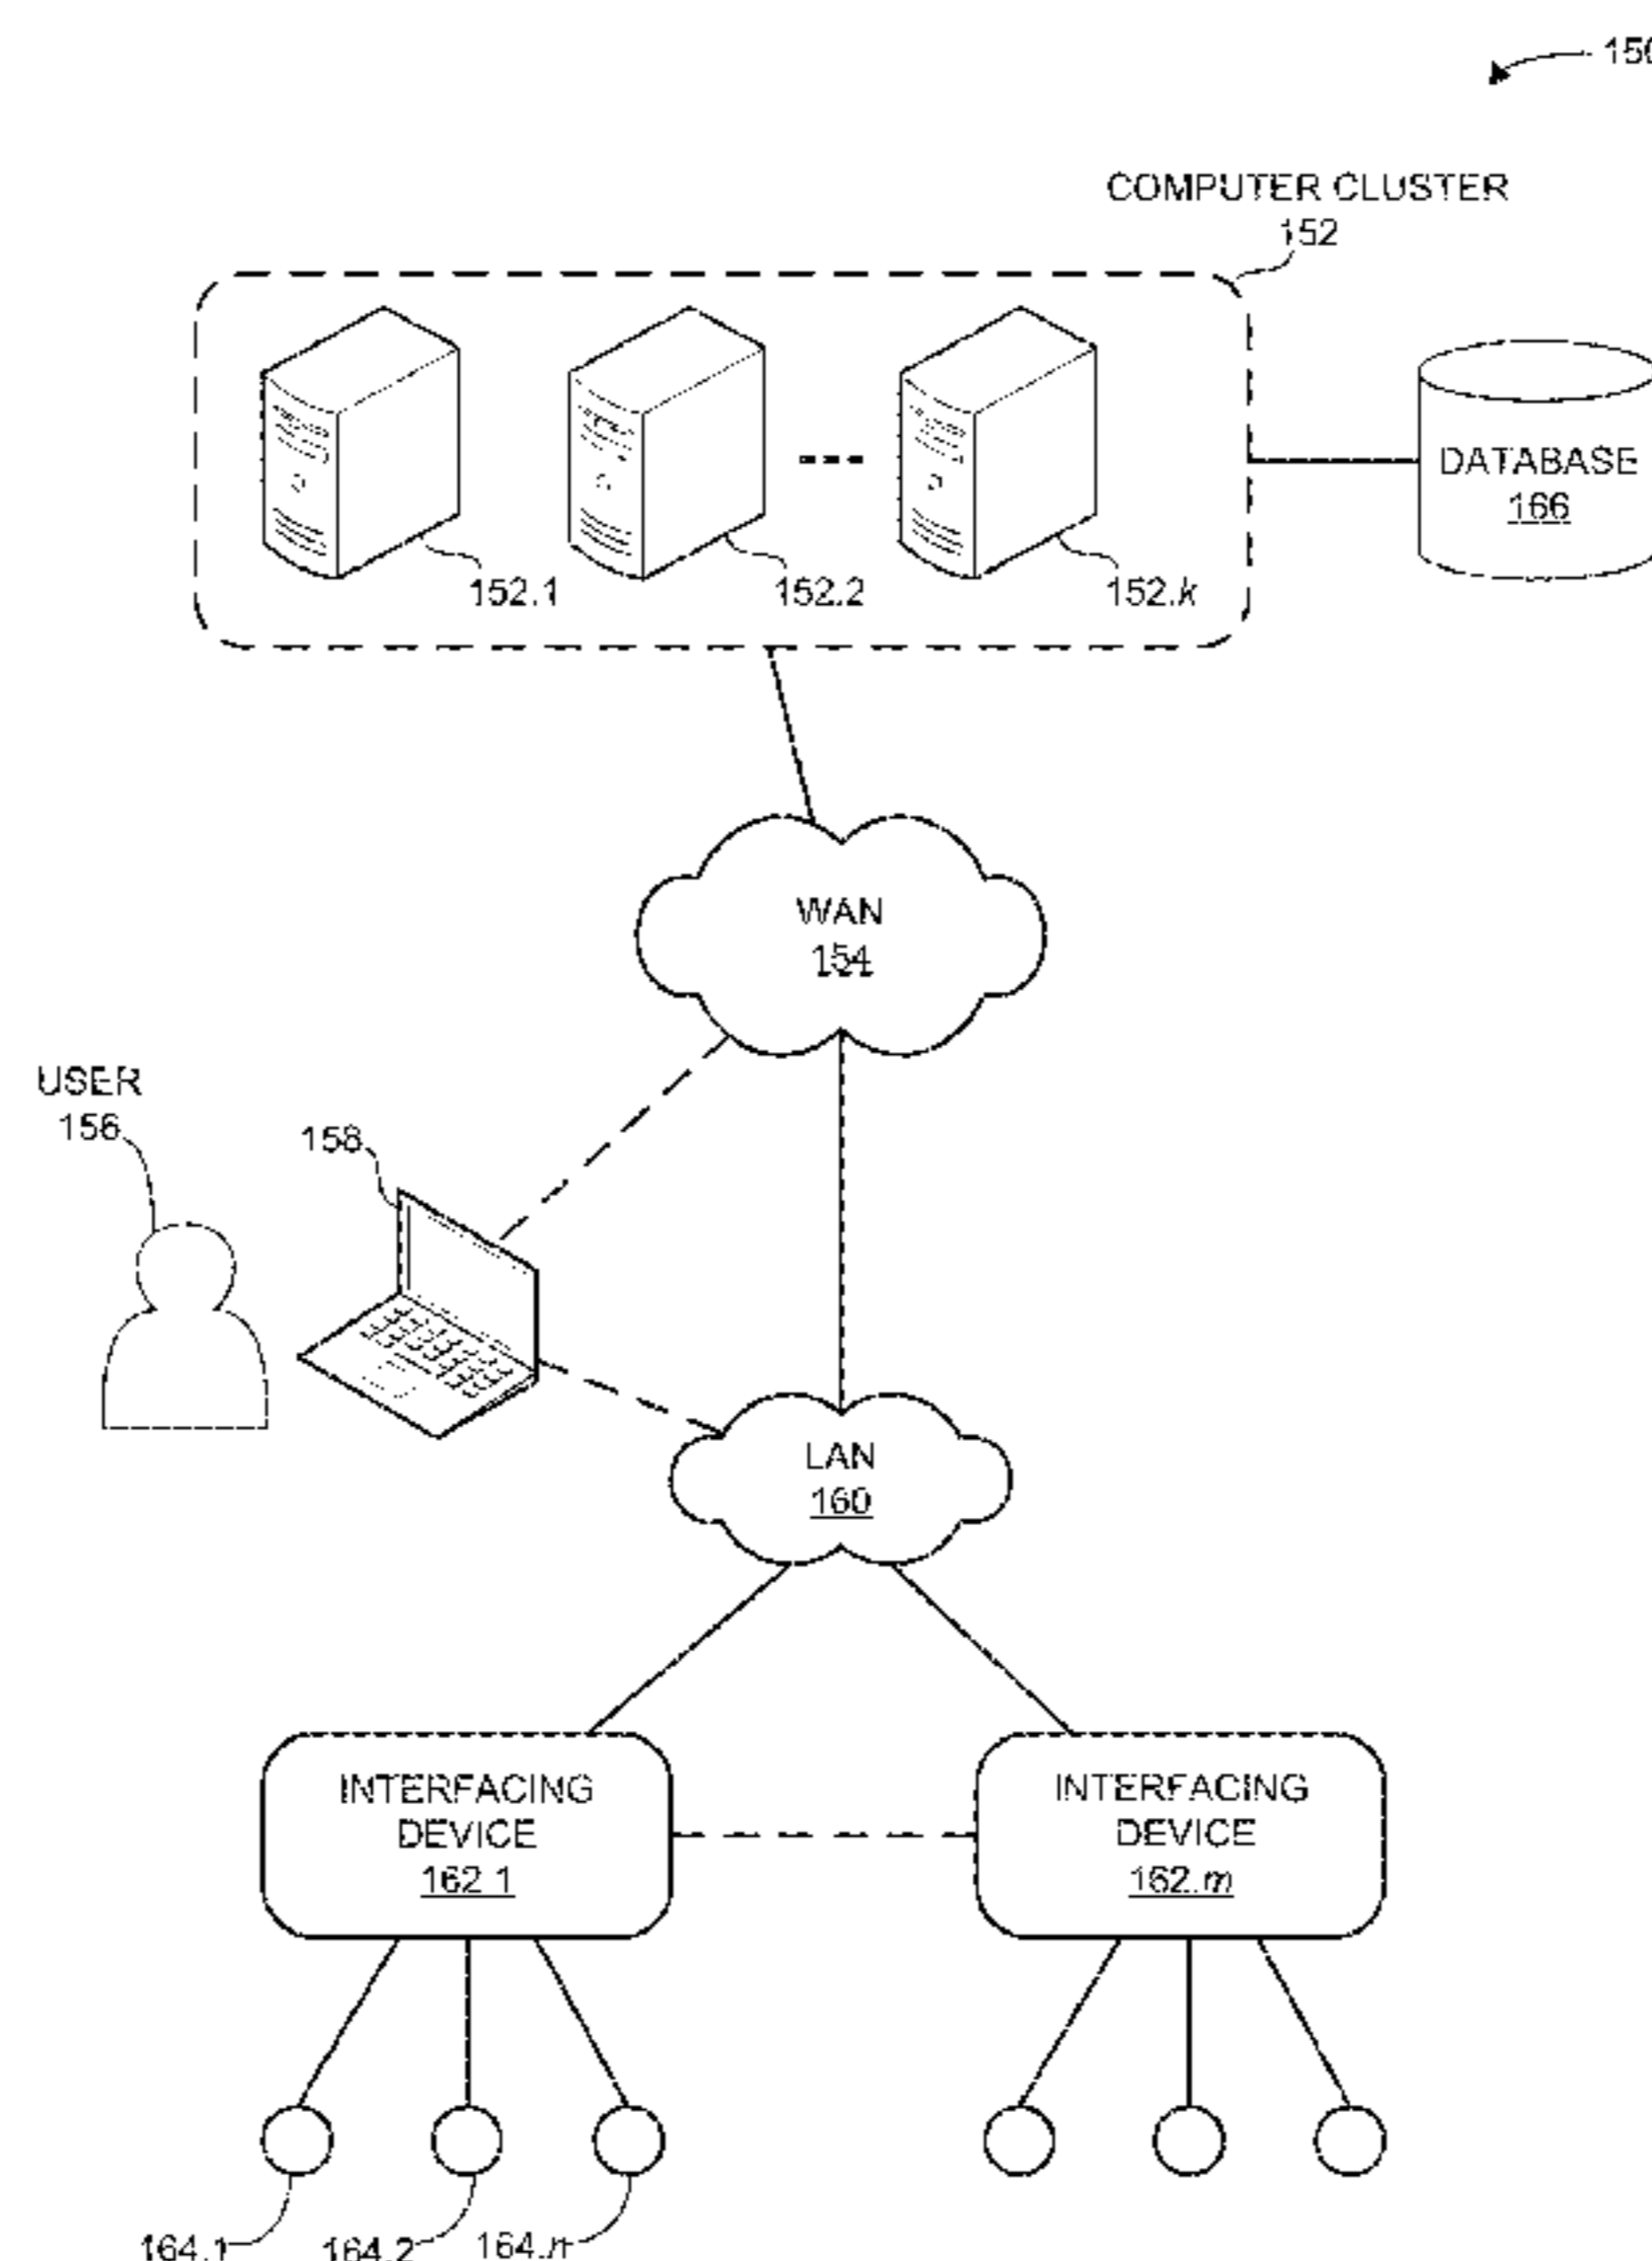 150
COMPUTER CLUSTER
152
DATABASE
166
152.1
152.2
152.k
WAN
154
USER
156
158
LAN
160
INTERFACING
DEVICE
162.1
INTERFACING
DEVICE
162.m
164.1
164.2
164.n